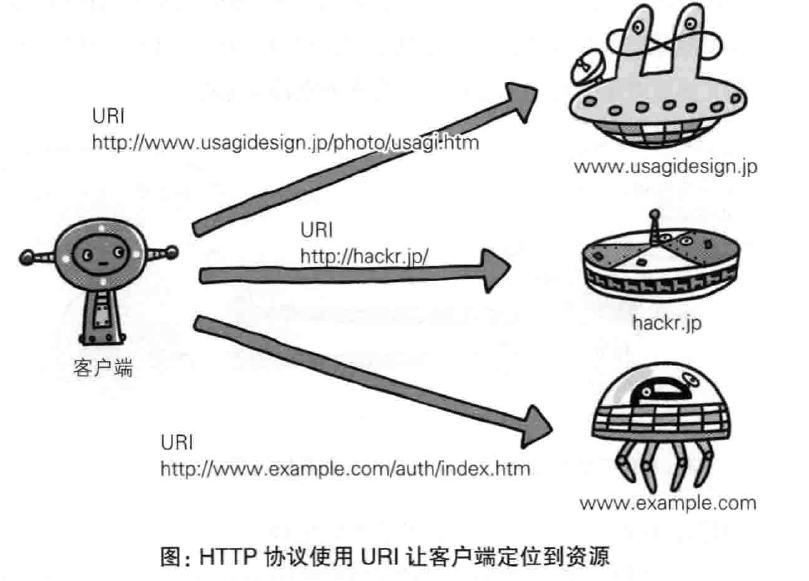 URI
http://www.usagidesign.jp/photo/usagi.htm
www.usagidesign.jp
URI
http://hackr.jp/
hackr.jp
客户端
URI
http://www.example.com/auth/index.htm
www.example.com
图：HTTP 协议使用 URI 让客户端定位到资源